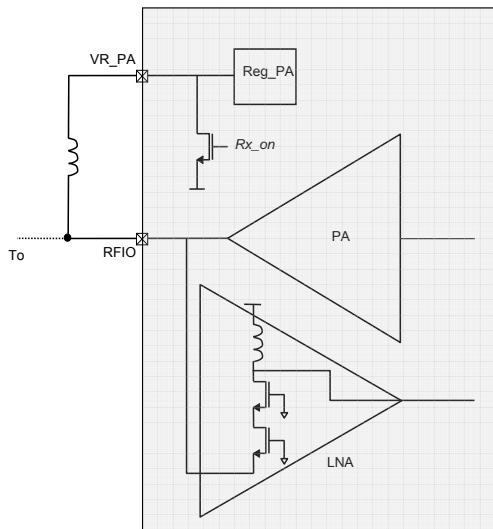 VR_PA
Reg_PA
Rx_on
To
RFIO
PA
LNA